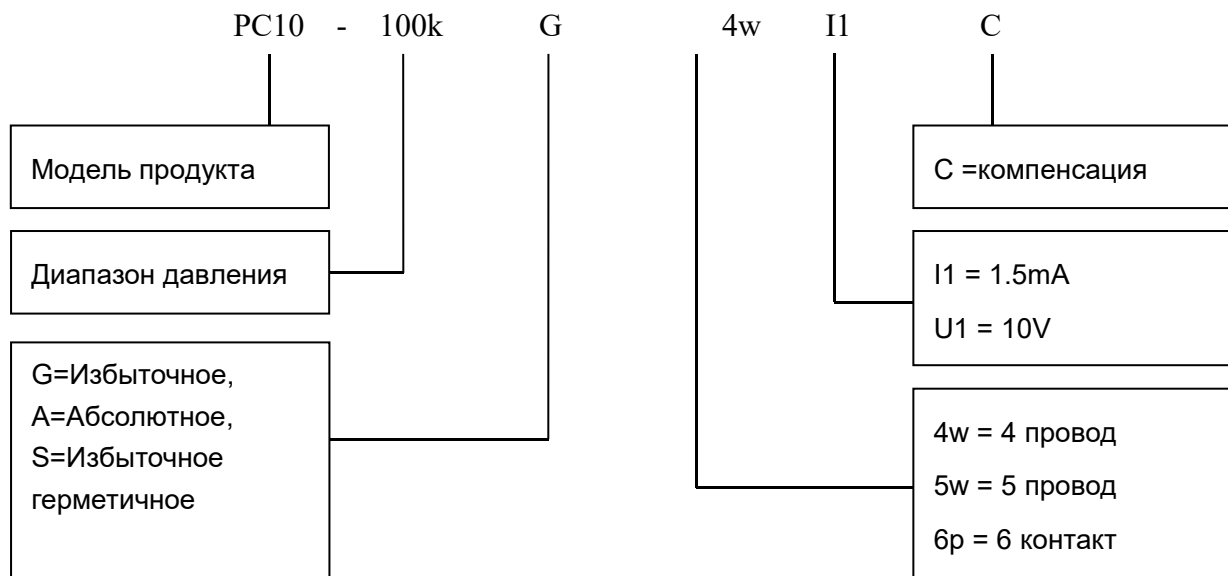 PC10 - 100k G 4w I1 C
Модель продукта
Диапазон давления
G=Избыточное,
A=Абсолютное,
S=Избыточное
герметичное
C =компенсация
I1 = 1.5mA
U1 = 10V
4w = 4 провод
5w = 5 провод
6p = 6 контакт